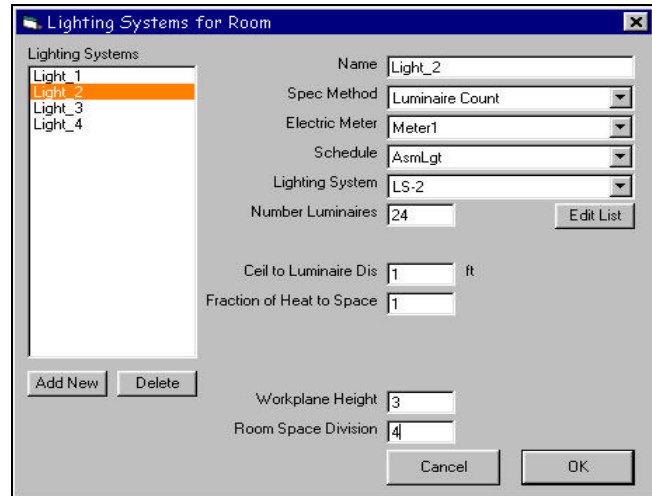 Lighting Systems for Room
Lighting Systems
Light_1
Light_2
Light_3
Light_4
Add New
Delete
Name Light_2
Spec Method Luminaire Count
Electric Meter Meter1
Schedule AsmLgt
Lighting System LS-2
Number Luminaires 24
Edit List
Ceil to Luminaire Dis 1 ft
Fraction of Heat to Space 1
Workplane Height 3
Room Space Division 4
Cancel
OK